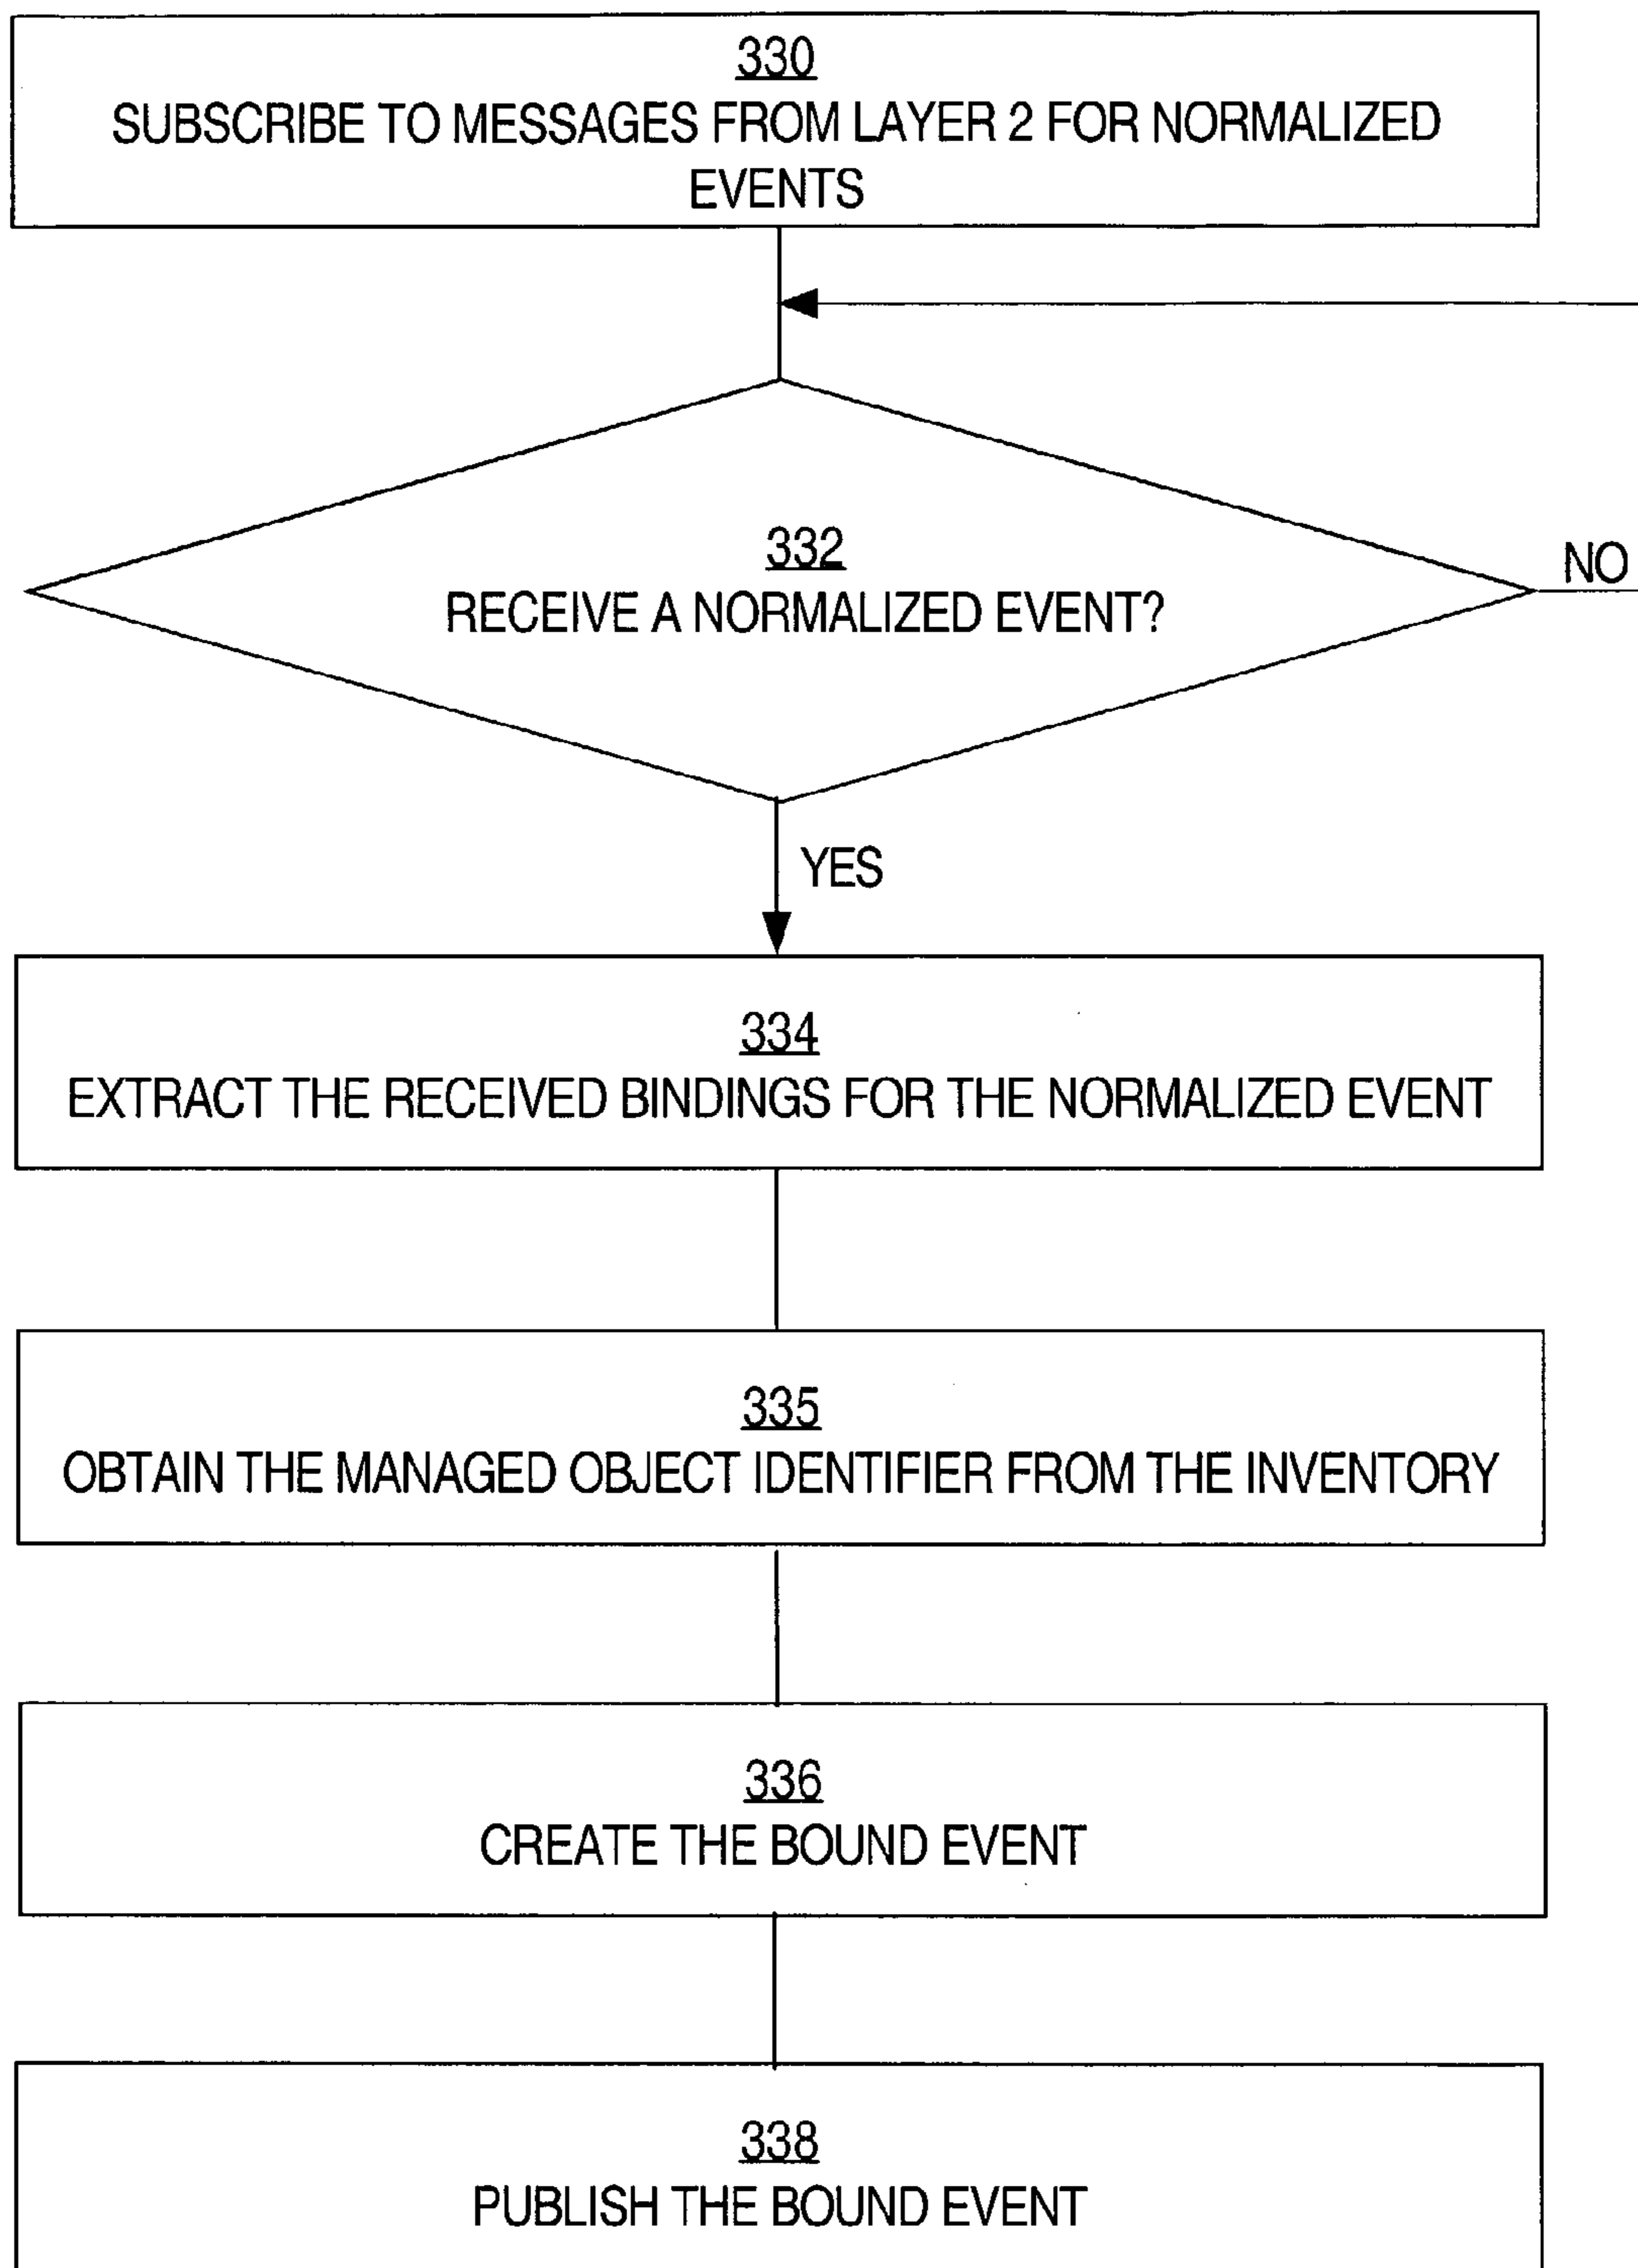 330
SUBSCRIBE TO MESSAGES FROM LAYER 2 FOR NORMALIZED
EVENTS
332
RECEIVE A NORMALIZED EVENT?
NO
YES
334
EXTRACT THE RECEIVED BINDINGS FOR THE NORMALIZED EVENT
335
OBTAIN THE MANAGED OBJECT IDENTIFIER FROM THE INVENTORY
336
CREATE THE BOUND EVENT
338
PUBLISH THE BOUND EVENT